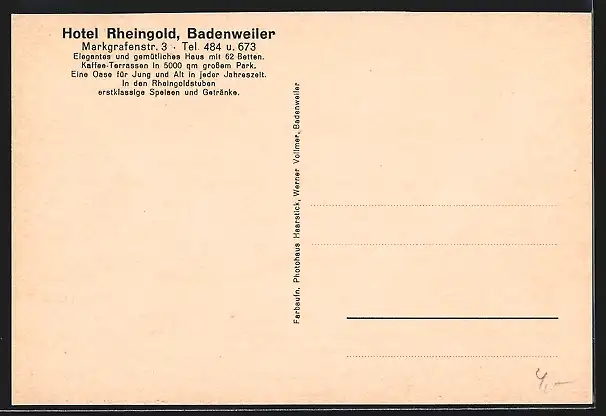 Hotel Rheingold, Badenweiler
Markgrafenstr. 3 · Tel. 484 u. 673
Elegantes und gemütliches Haus mit 62 Betten.
Kaffee-Terrassen in 5000 qm großem Park.
Eine Oase für Jung und Alt in jeder Jahreszeit.
In den Rheingoldstuben
erstklassige Speisen und Getränke.
Farbaufn. Photohaus Haarstick, Werner Vollmer, Badenweiler
4,–